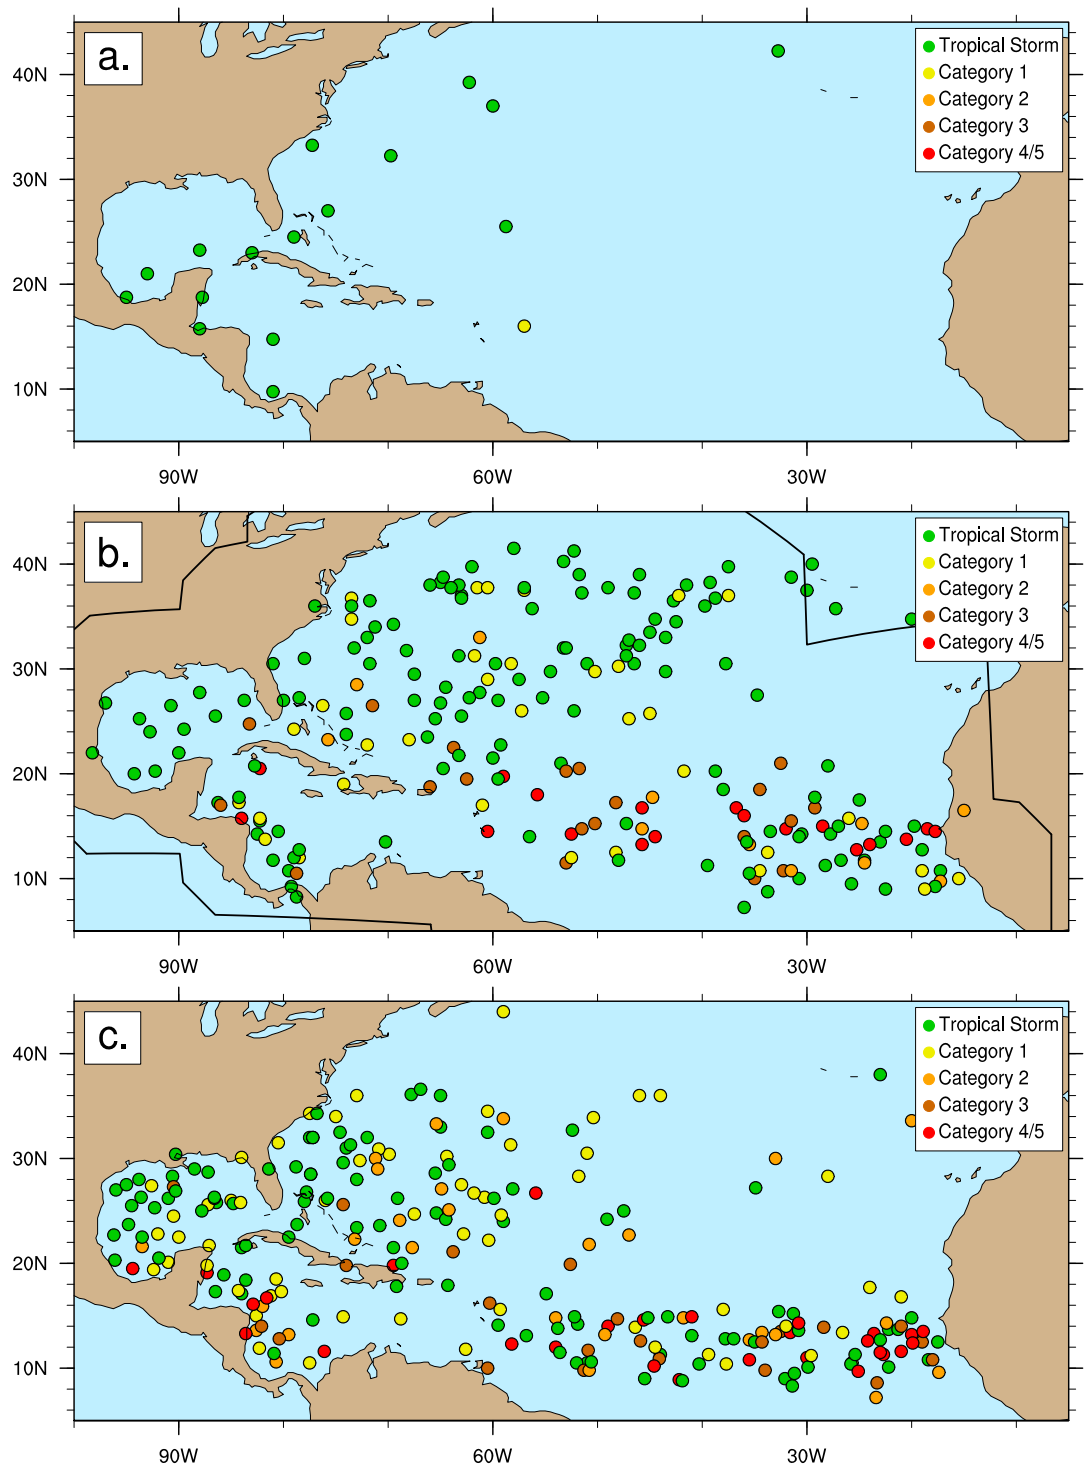 a.
Tropical Storm
Category 1
Category 2
Category 3
Category 4/5
40N
30N
20N
10N
90W 60W 30W
b.
Tropical Storm
Category 1
Category 2
Category 3
Category 4/5
40N
30N
20N
10N
90W 60W 30W
c.
Tropical Storm
Category 1
Category 2
Category 3
Category 4/5
40N
30N
20N
10N
90W 60W 30W